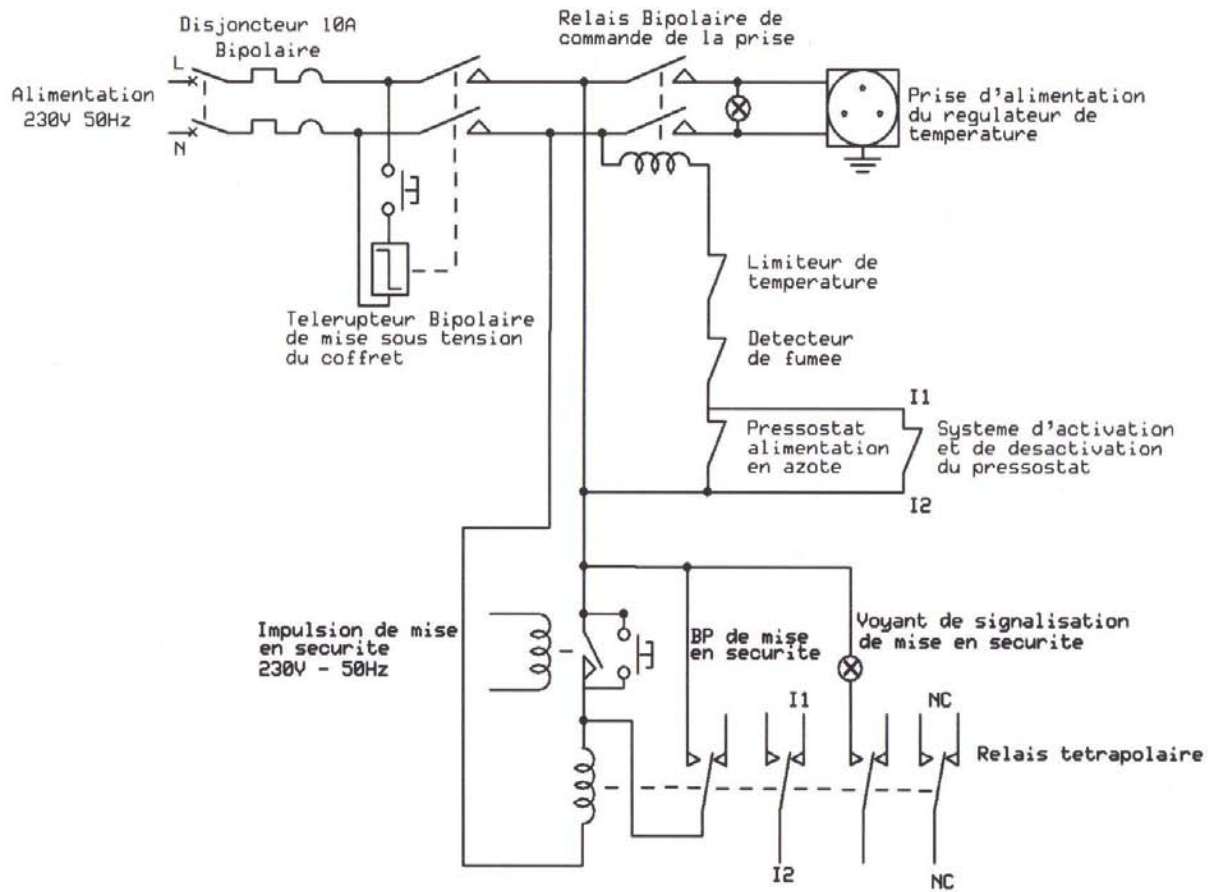 Disjoncteur 10A
Bipolaire
L
Alimentation
230V 50Hz
N
Relais Bipolaire de
commande de la prise
Prise d'alimentation
du regulateur de
temperature
Telerupteur Bipolaire
de mise sous tension
du coffret
Limiteur de
temperature
Detecteur
de fumee
I1
Pressostat
alimentation
en azote
Systeme d'activation
et de desactivation
du pressostat
I2
Impulsion de mise
en securite
230V - 50Hz
BP de mise
en securite
Voyant de signalisation
de mise en securite
I1
NC
Relais tetrapolaire
I2
NC